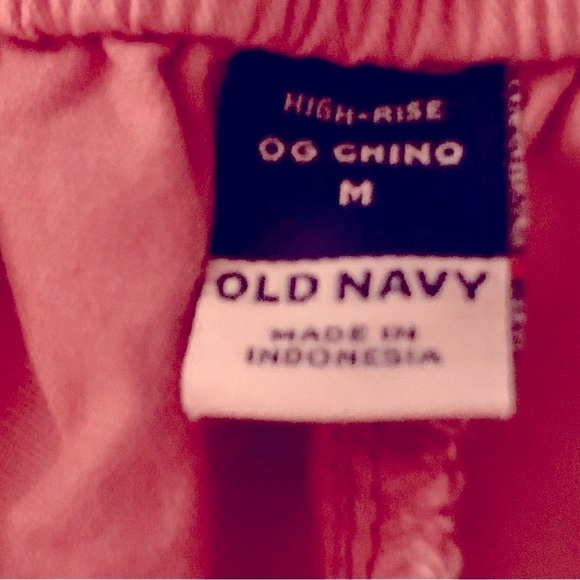 HIGH-RISE
OG CHINO
M
OLD NAVY
MADE IN
INDONESIA